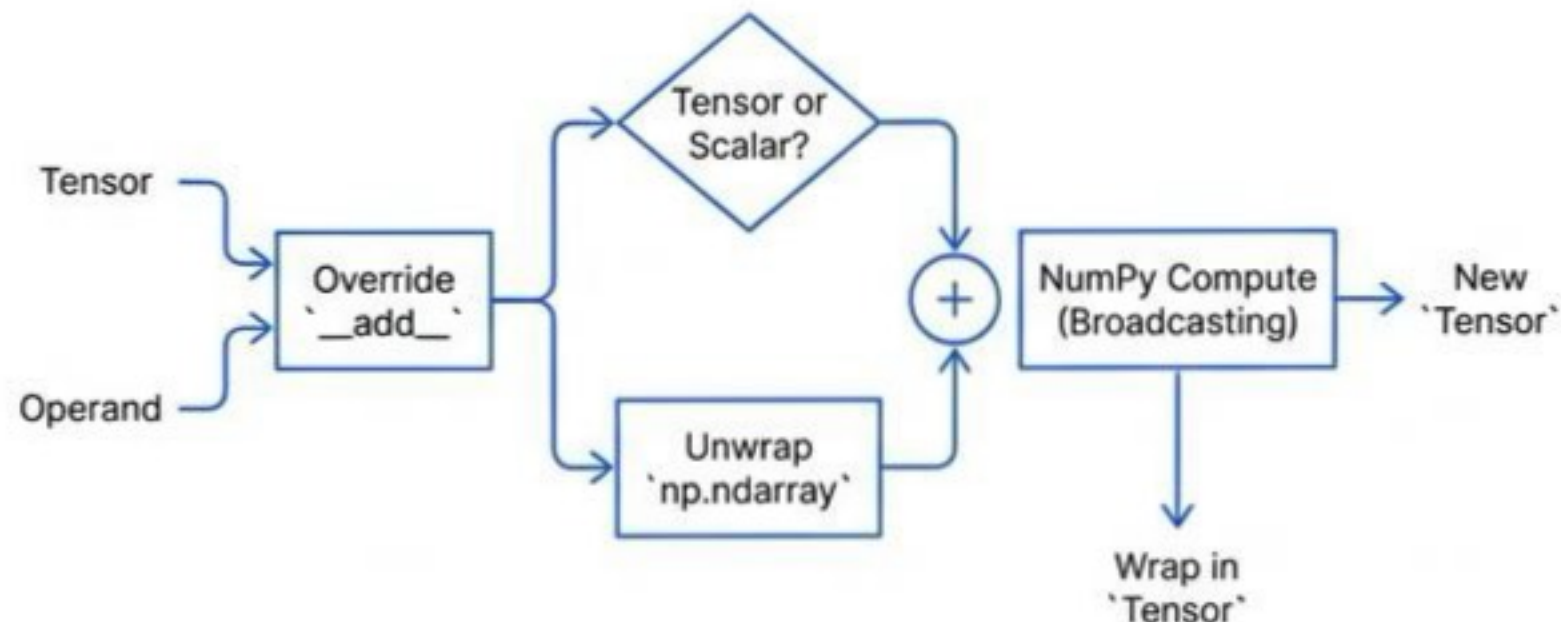 Tensor
Operand
Override
`__add__`
Tensor or
Scalar?
Unwrap
`np.ndarray`
+
NumPy Compute
(Broadcasting)
New
`Tensor`
Wrap in
`Tensor`